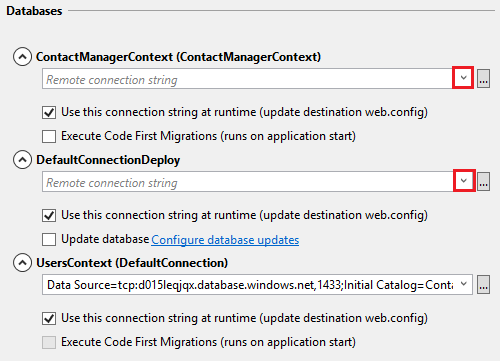 Databases
ContactManagerContext (ContactManagerContext)
Remote connection string
...
Use this connection string at runtime (update destination web.config)
Execute Code First Migrations (runs on application start)
DefaultConnectionDeploy
Remote connection string
...
Use this connection string at runtime (update destination web.config)
Update database Configure database updates
UsersContext (DefaultConnection)
Data Source=tcp:d015leqjqx.database.windows.net,1433;Initial Catalog=Conta
...
Use this connection string at runtime (update destination web.config)
Execute Code First Migrations (runs on application start)